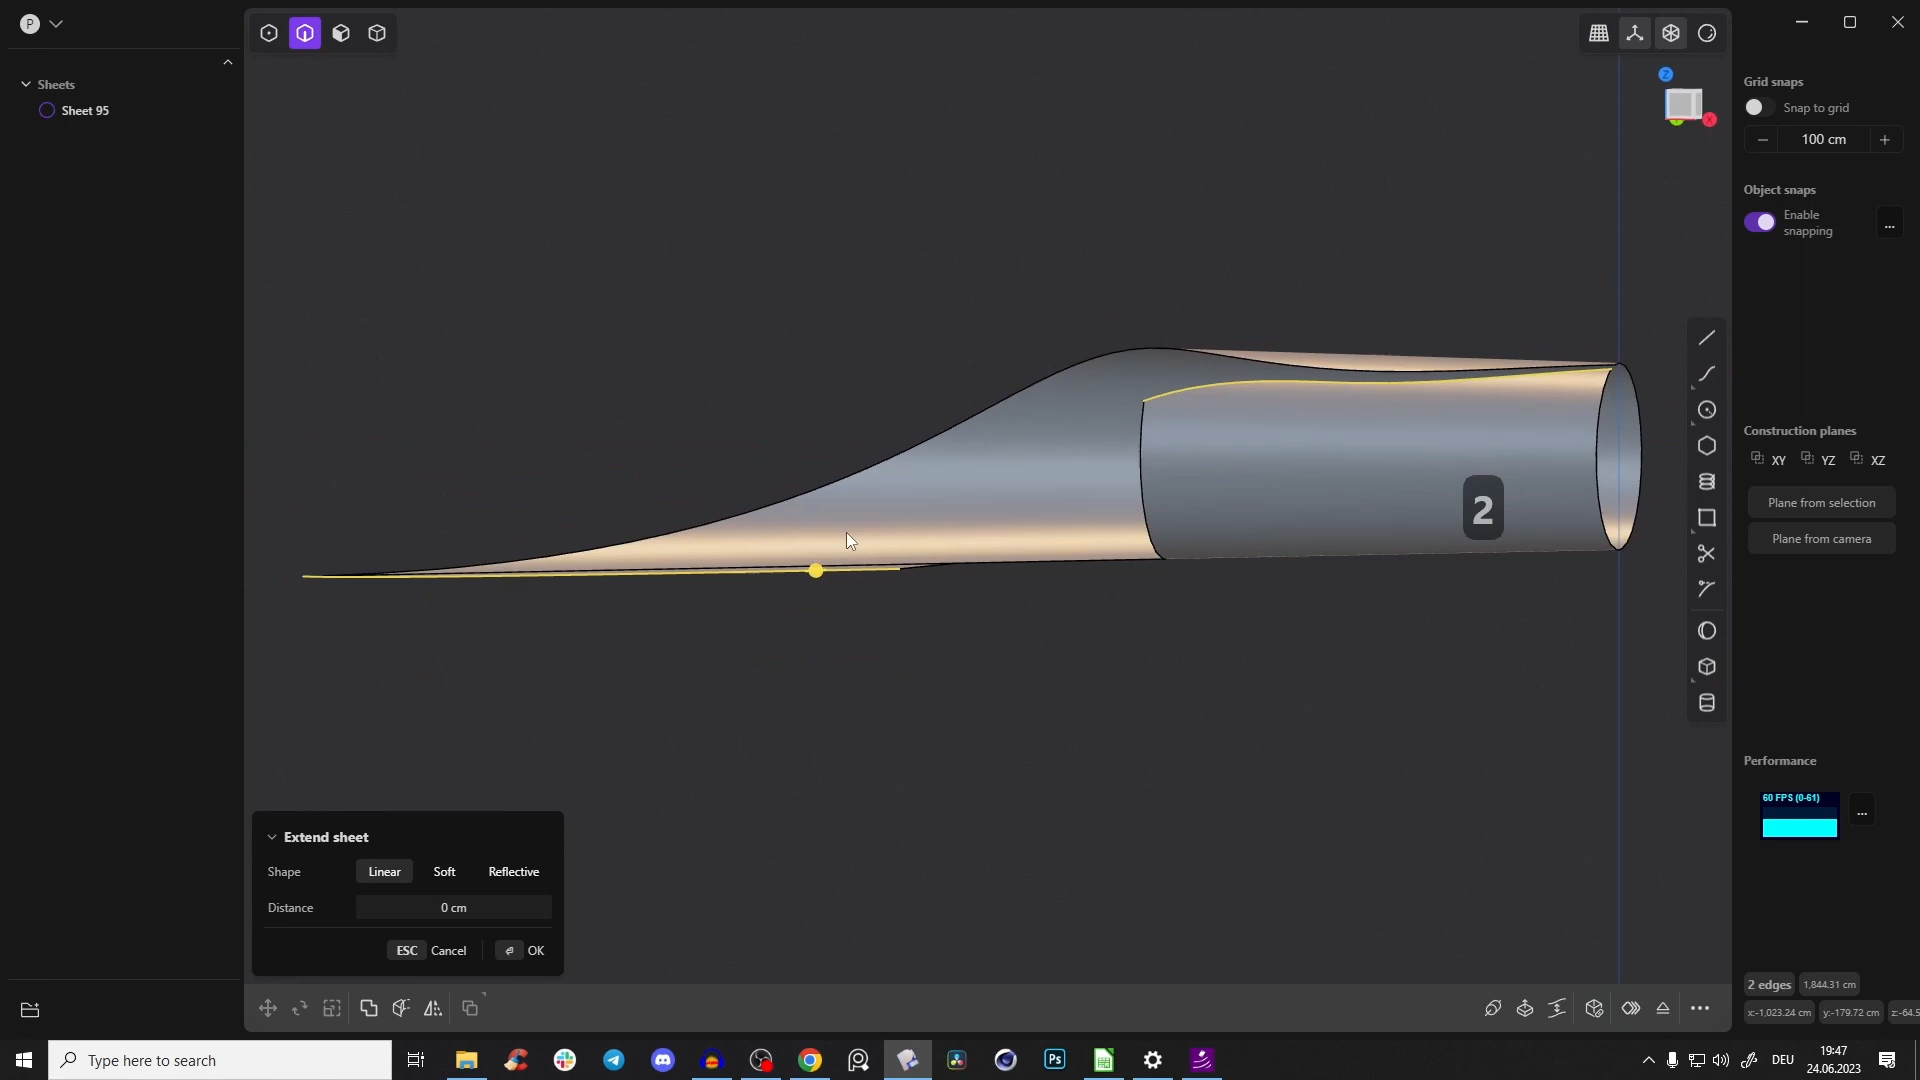 P
Sheets
Sheet 95
Z
X
Grid snaps
Snap to grid
100 cm
Object snaps
Enable
snapping
...
2
Construction planes
XY
YZ
XZ
Plane from selection
Plane from camera
Performance
60 FPS (0-61)
...
Extend sheet
Shape
Linear
Soft
Reflective
Distance
0 cm
ESC
Cancel
OK
2 edges
1,844.31 cm
x:-1,023.24 cm
y:-179.72 cm
z:-64.5
Type here to search
Ps
DEU
19:47
24.06.2023